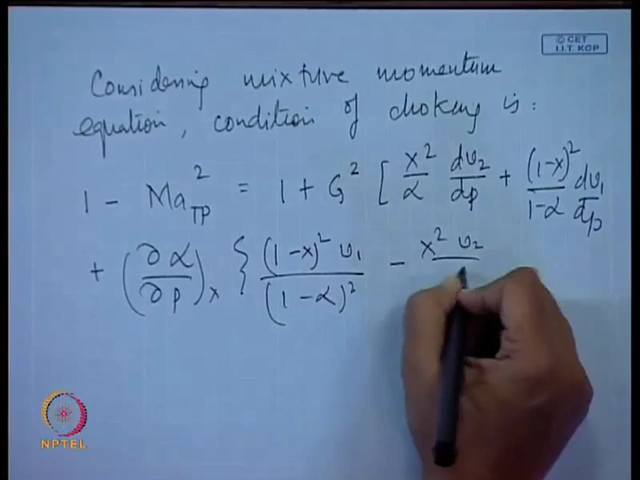 © CET
I.I.T. KGP
Considering mixture momentum
equation, condition of choking is :
1 - Ma_TP^2 = 1 + G^2 [ x^2/α dv_2/dp + (1-x)^2/(1-α) dv_1/dp
+ (∂α/∂p)_x { (1-x)^2 v_1/(1-α)^2 - x^2 v_2
NPTEL